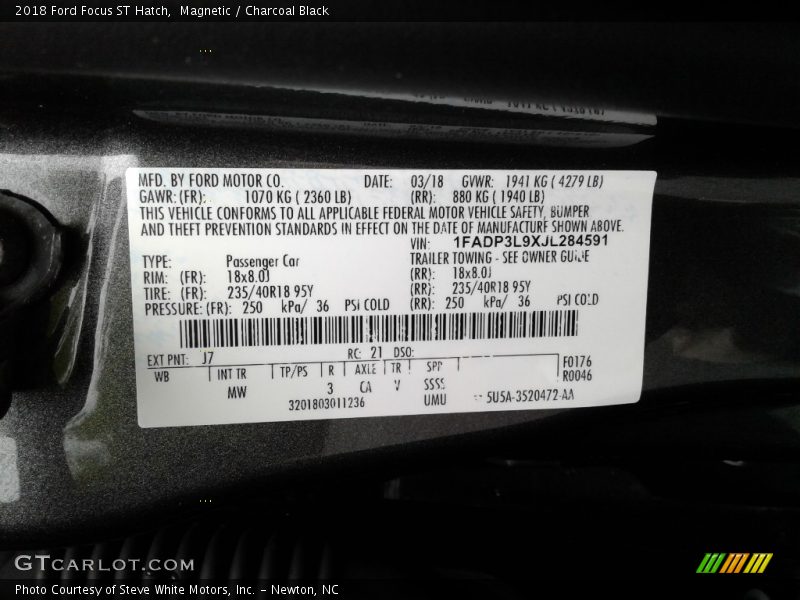 2018 Ford Focus ST Hatch, Magnetic / Charcoal Black
MFD. BY FORD MOTOR CO. DATE: 03/18 GVWR: 1941 KG ( 4279 LB)
GAWR: (FR): 1070 KG ( 2360 LB) (RR): 880 KG ( 1940 LB)
THIS VEHICLE CONFORMS TO ALL APPLICABLE FEDERAL MOTOR VEHICLE SAFETY, BUMPER
AND THEFT PREVENTION STANDARDS IN EFFECT ON THE DATE OF MANUFACTURE SHOWN ABOVE.
VIN: 1FADP3L9XJL284591
TYPE: Passenger Car TRAILER TOWING - SEE OWNER GUIDE
RIM: (FR): 18x8.0J (RR): 18x8.0J
TIRE: (FR): 235/40R18 95Y (RR): 235/40R18 95Y
PRESSURE: (FR): 250 kPa/ 36 PSI COLD (RR): 250 kPa/ 36 PSI COLD
EXT PNT: J7 RC: 21 DSO:
WB INT TR TP/PS R AXLE TR SPR F0176
MW 3 CA V SSSS R0046
3201803011236 UMU 5U5A-3520472-AA
GTCARLOT.COM
Photo Courtesy of Steve White Motors, Inc. – Newton, NC